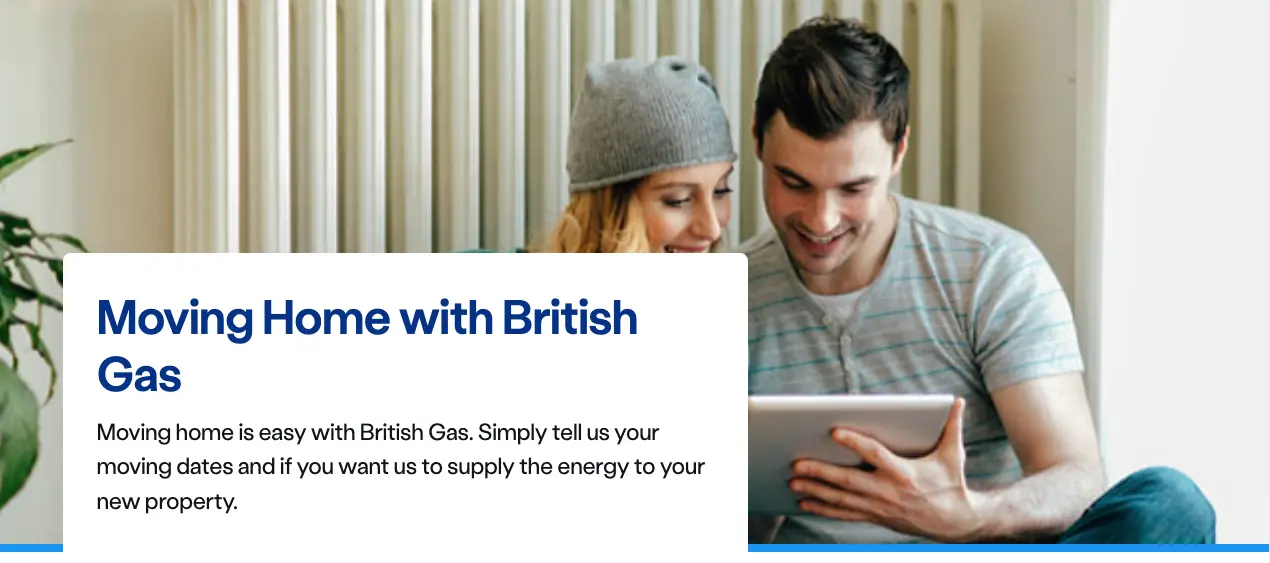 Moving Home with British
Gas
Moving home is easy with British Gas. Simply tell us your
moving dates and if you want us to supply the energy to your
new property.